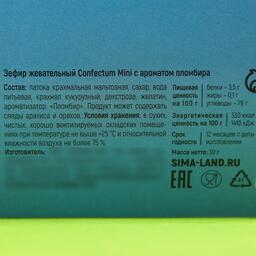 Зефир жевательный Confectum Mini с ароматом пломбира
Состав: патока крахмальная мальтозная, сахар, вода
питьевая, крахмал кукурузный, декстроза, желатин,
ароматизатор: «Пломбир». Продукт может содержать
следы арахиса и орехов. Условия хранения: в сухих,
чистых, хорошо вентилируемых складских помещениях
при температуре не выше +25 °С и относительной
влажности воздуха не более 75 %.
Изготовитель:
Пищевая
ценность
на 100 г
белки - 3,5 г
жиры - 0,1 г
углеводы - 79 г
Энергетическая
ценность на 100 г
330 ккал
1410 кДж
Срок
годности
12 месяцев с даты
изготовления
Масса нетто
30 г
SIMA-LAND.RU
EAC